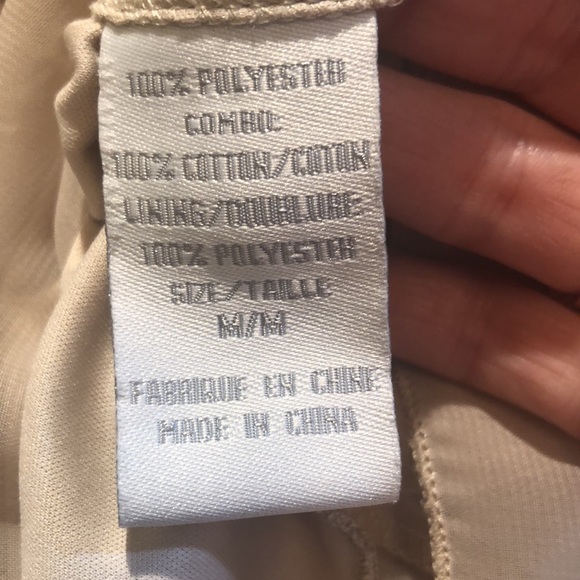 100% POLYESTER
COMBO:
100% COTTON/COTON
LINING/DOUBLURE
100% POLYESTER
SIZE/TAILLE
M/M
FABRIQUE EN CHINE
MADE IN CHINA